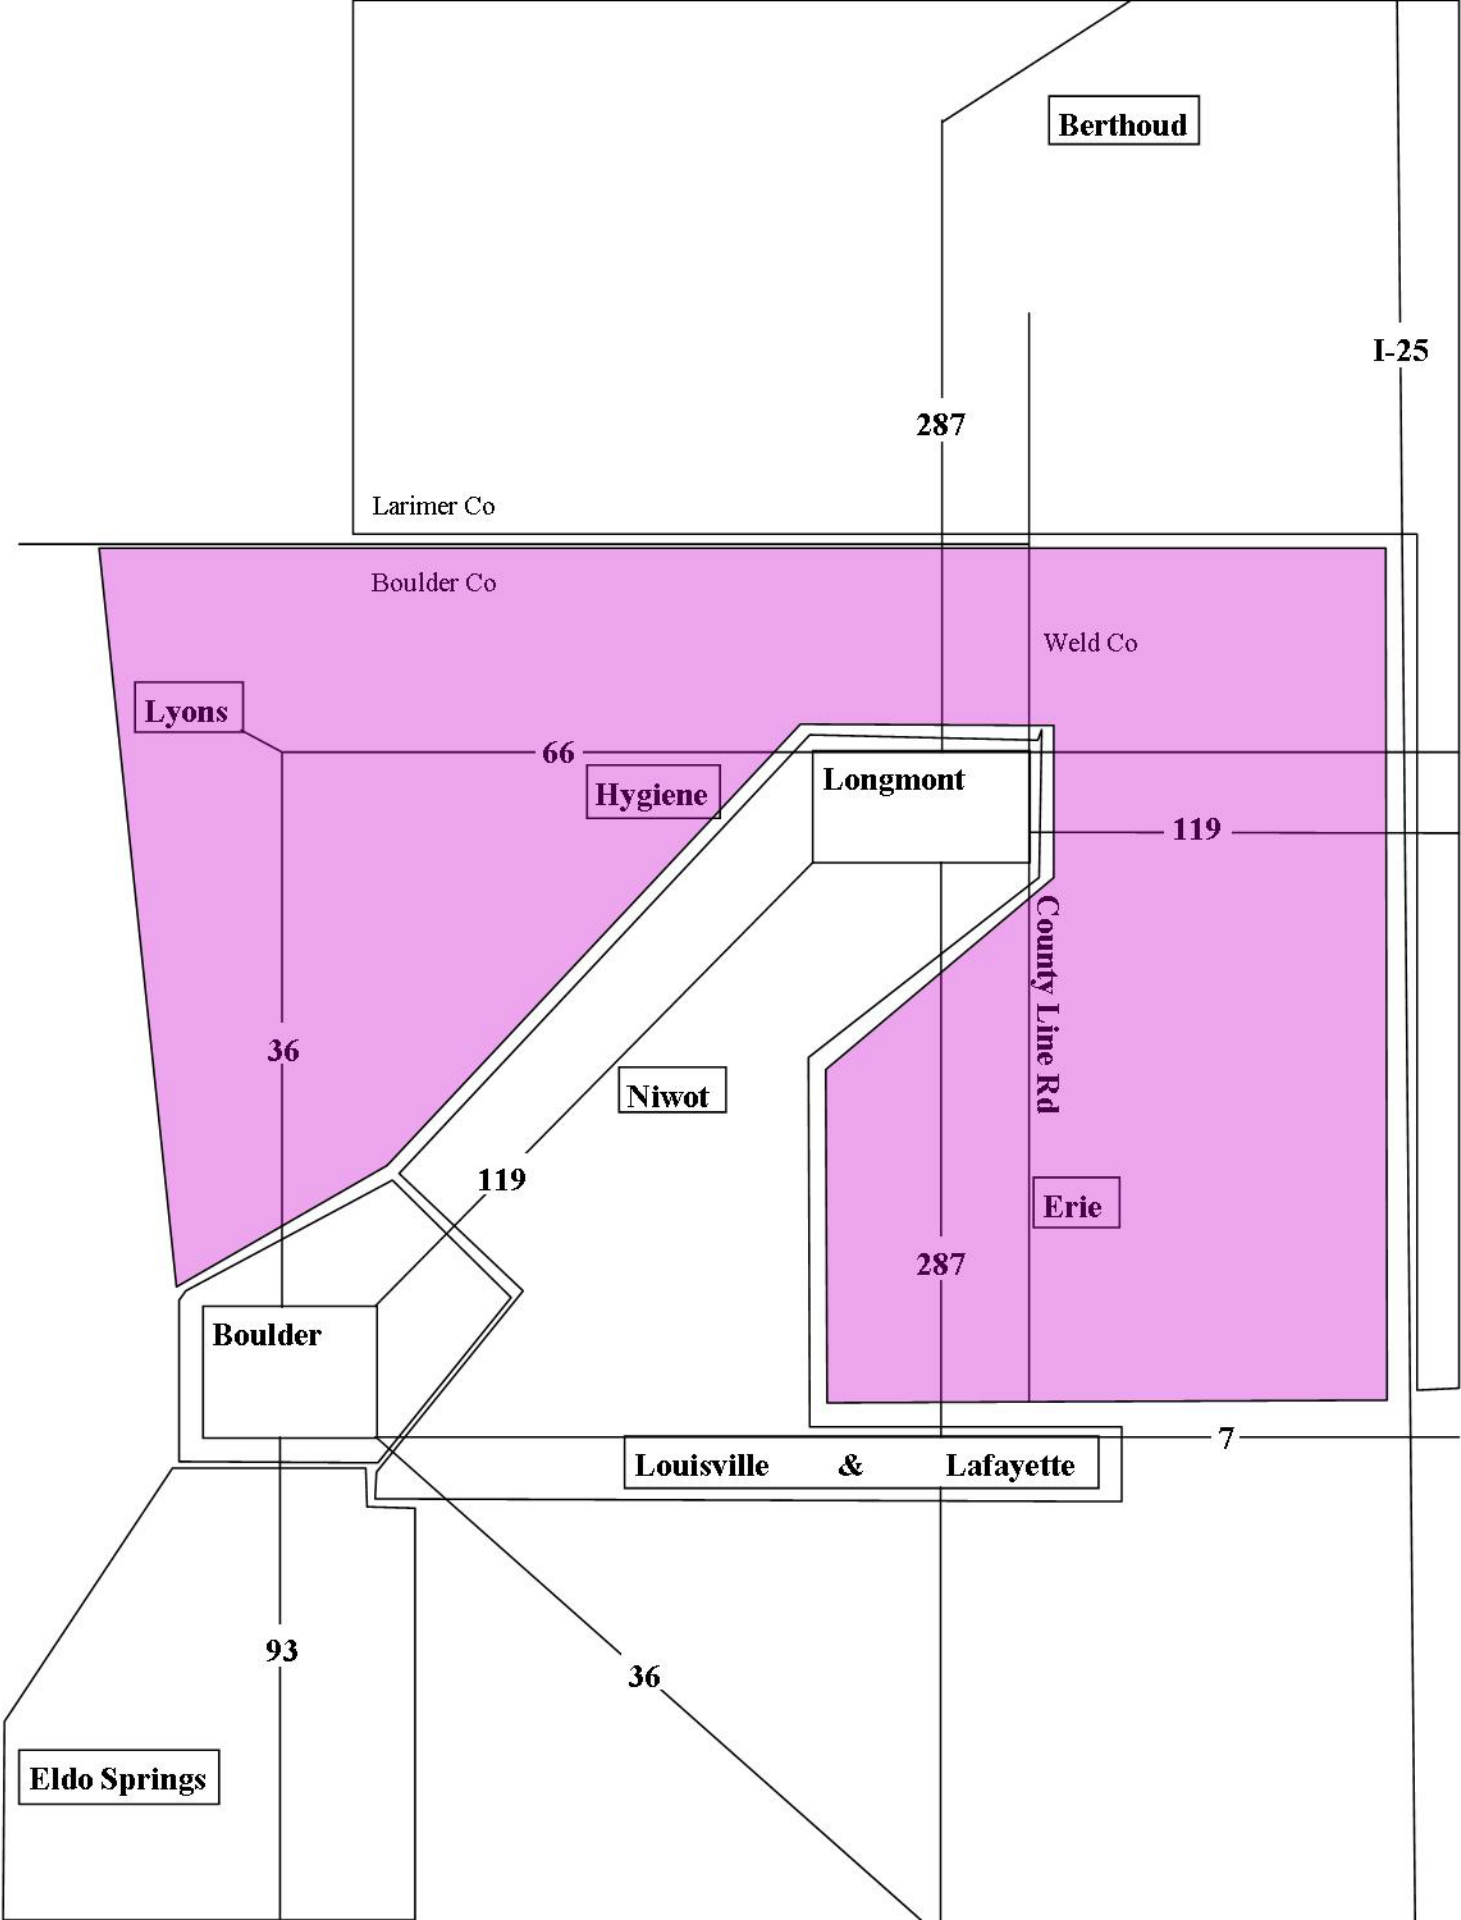 Berthoud
I-25
287
Larimer Co
Boulder Co
Weld Co
Lyons
66
Hygiene
Longmont
119
County Line Rd
36
Niwot
119
Erie
287
Boulder
7
Louisville & Lafayette
93
36
Eldo Springs